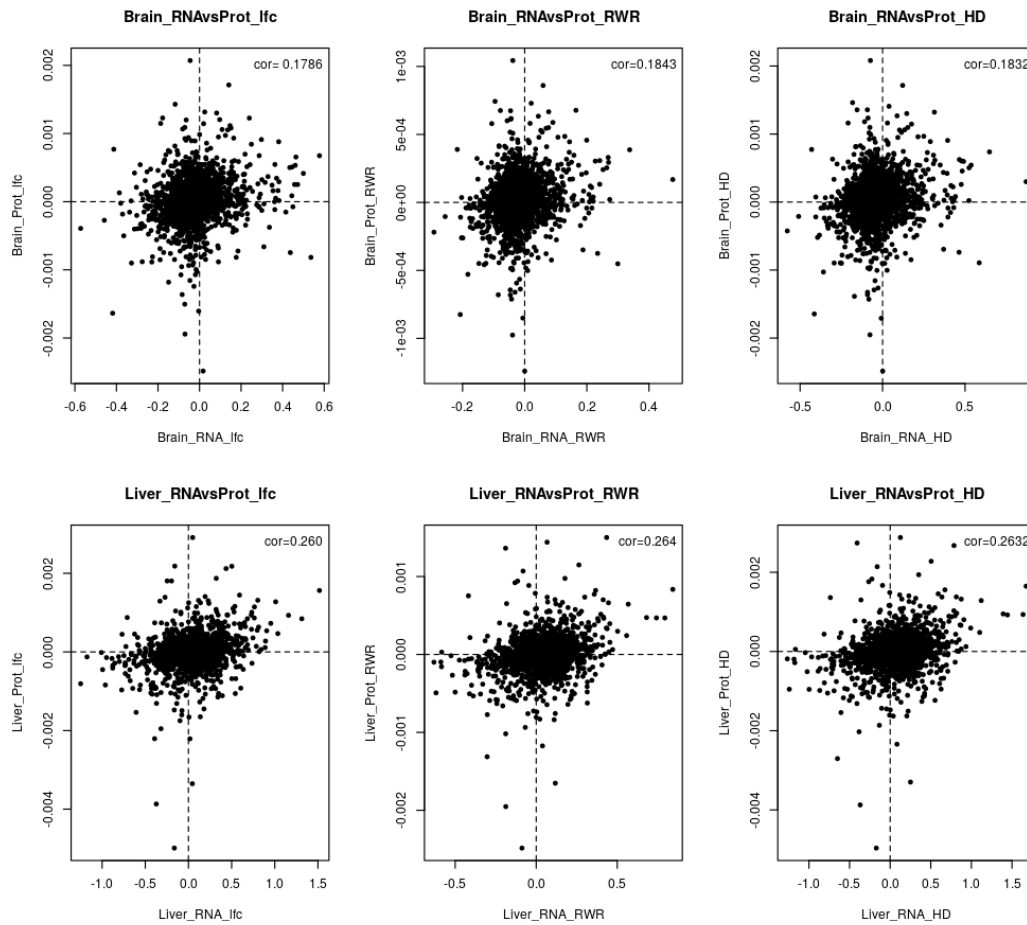 Brain_RNAvsProt_lfc
cor= 0.1786
0.002
0.001
0.000
-0.001
-0.002
Brain_Prot_lfc
-0.6 -0.4 -0.2 0.0 0.2 0.4 0.6
Brain_RNA_lfc
Brain_RNAvsProt_RWR
cor=0.1843
1e-03
5e-04
0e+00
-5e-04
-1e-03
Brain_Prot_RWR
-0.2 0.0 0.2 0.4
Brain_RNA_RWR
Brain_RNAvsProt_HD
cor=0.1832
0.002
0.001
0.000
-0.001
-0.002
Brain_Prot_HD
-0.5 0.0 0.5
Brain_RNA_HD
Liver_RNAvsProt_lfc
cor=0.260
0.002
0.000
-0.002
-0.004
Liver_Prot_lfc
-1.0 -0.5 0.0 0.5 1.0 1.5
Liver_RNA_lfc
Liver_RNAvsProt_RWR
cor=0.264
0.001
0.000
-0.001
-0.002
Liver_Prot_RWR
-0.5 0.0 0.5
Liver_RNA_RWR
Liver_RNAvsProt_HD
cor=0.2632
0.002
0.000
-0.002
-0.004
Liver_Prot_HD
-1.0 -0.5 0.0 0.5 1.0 1.5
Liver_RNA_HD